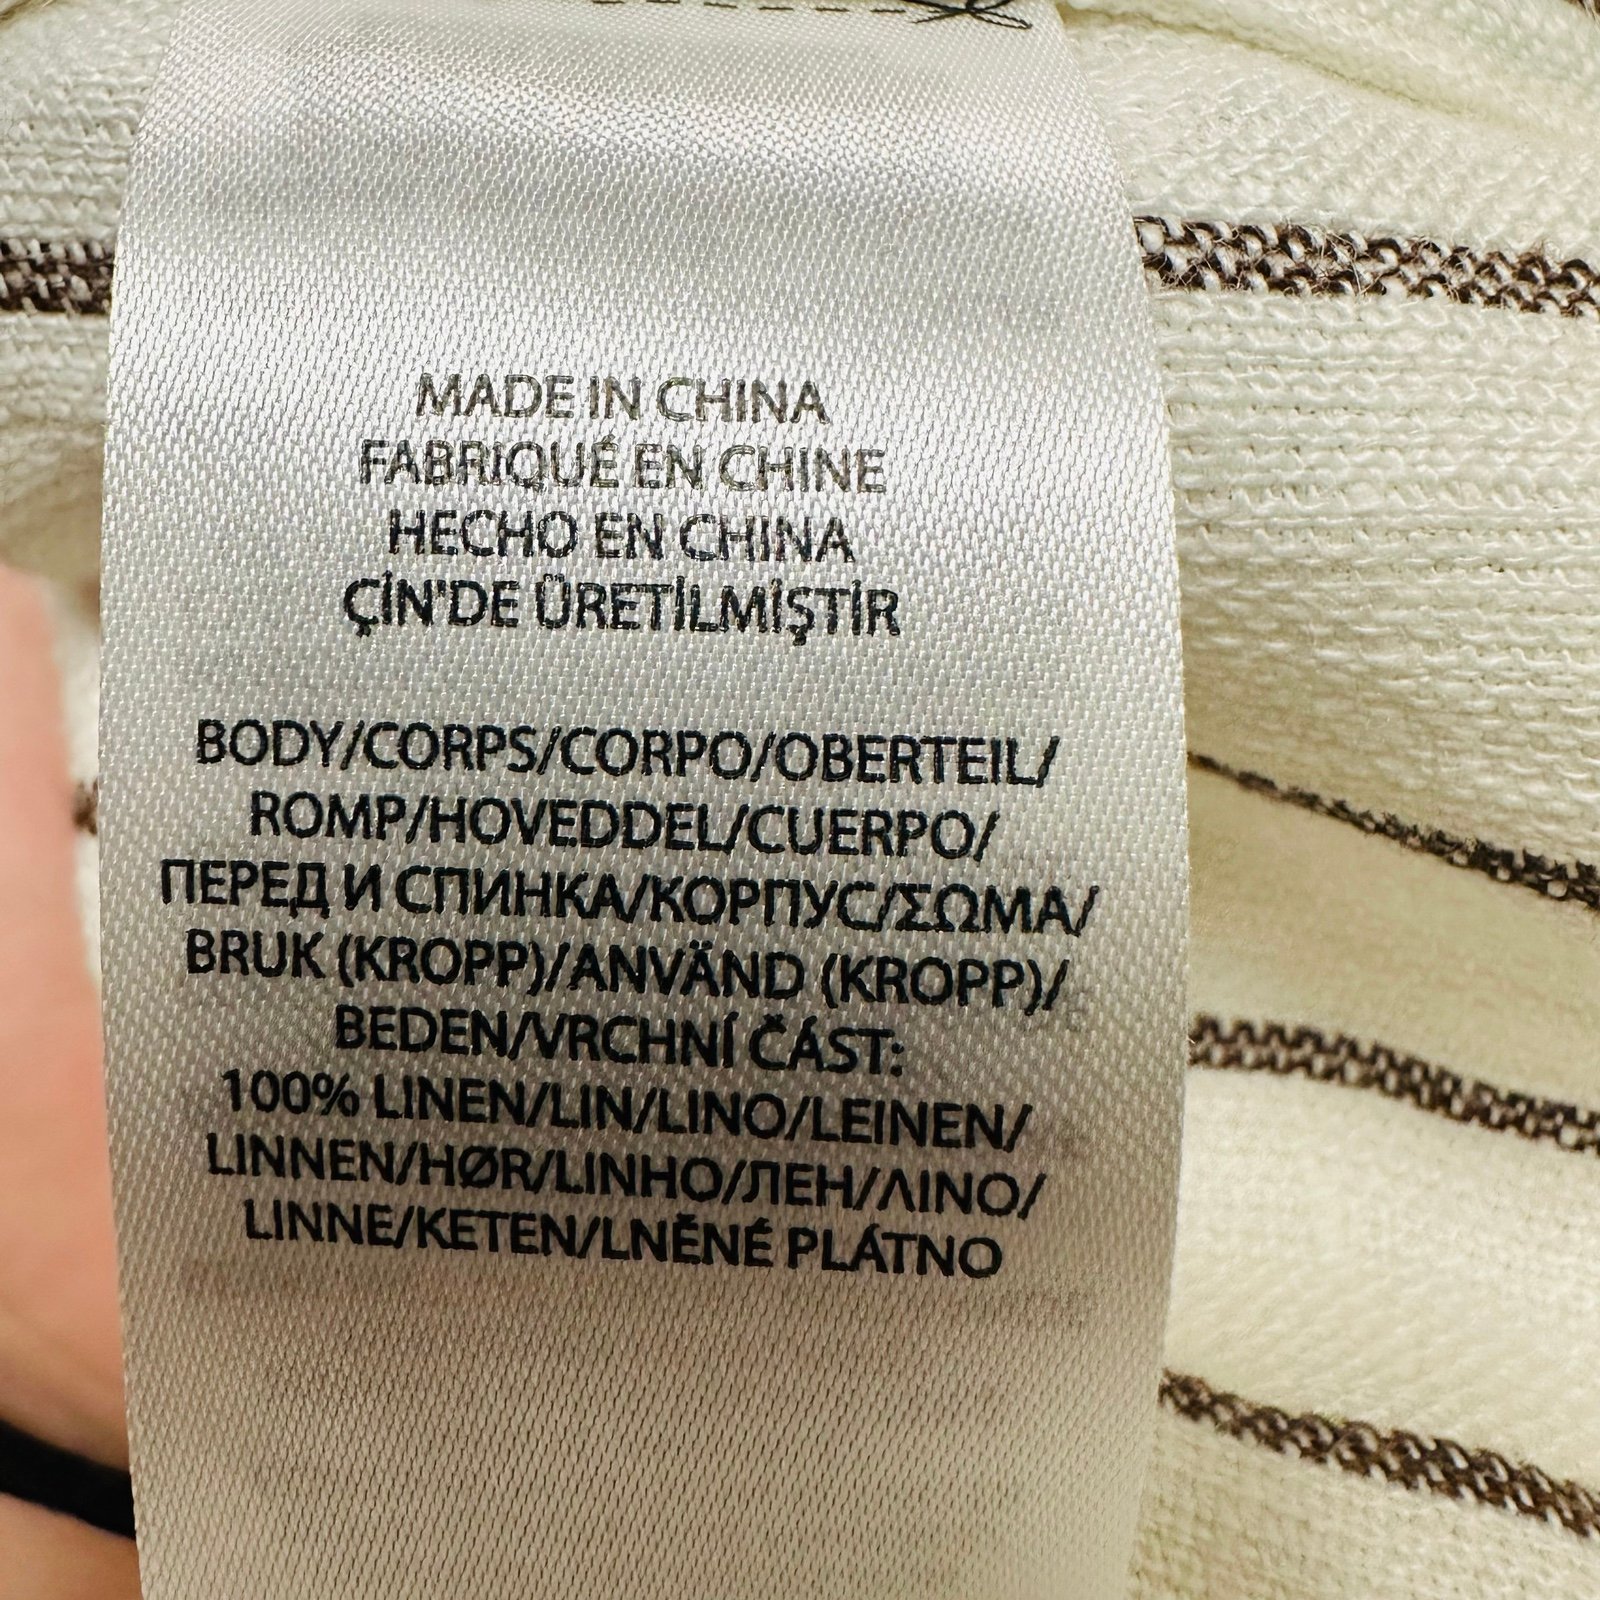 MADE IN CHINA
FABRIQUÉ EN CHINE
HECHO EN CHINA
ÇİN'DE ÜRETİLMİŞTİR
BODY/CORPS/CORPO/OBERTEIL/
ROMP/HOVEDDEL/CUERPO/
ПЕРЕД И СПИНКА/КОРПУС/ΣΩΜΑ/
BRUK (KROPP)/ANVÄND (KROPP)/
BEDEN/VRCHNÍ ČÁST:
100% LINEN/LIN/LINO/LEINEN/
LINNEN/HØR/LINHO/ЛЕН/ΛΙΝΟ/
LINNE/KETEN/LNĚNÉ PLÁTNO